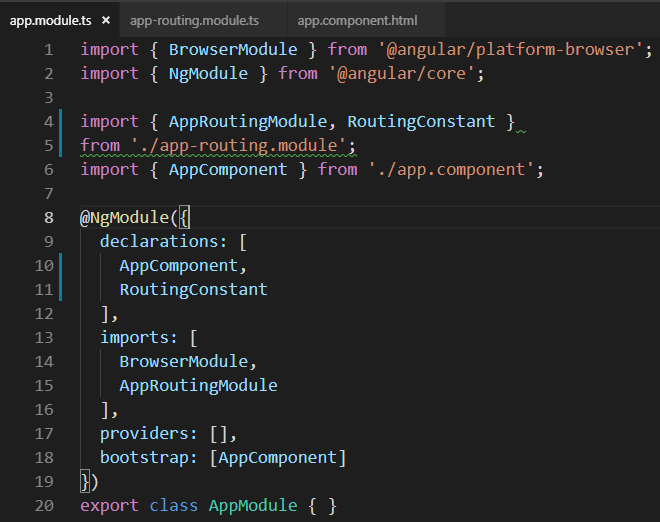 app.module.ts × app-routing.module.ts app.component.html
1 import { BrowserModule } from '@angular/platform-browser';
2 import { NgModule } from '@angular/core';
3
4 import { AppRoutingModule, RoutingConstant }
5 from './app-routing.module';
6 import { AppComponent } from './app.component';
7
8 @NgModule({
9   declarations: [
10     AppComponent,
11     RoutingConstant
12   ],
13   imports: [
14     BrowserModule,
15     AppRoutingModule
16   ],
17   providers: [],
18   bootstrap: [AppComponent]
19 })
20 export class AppModule { }